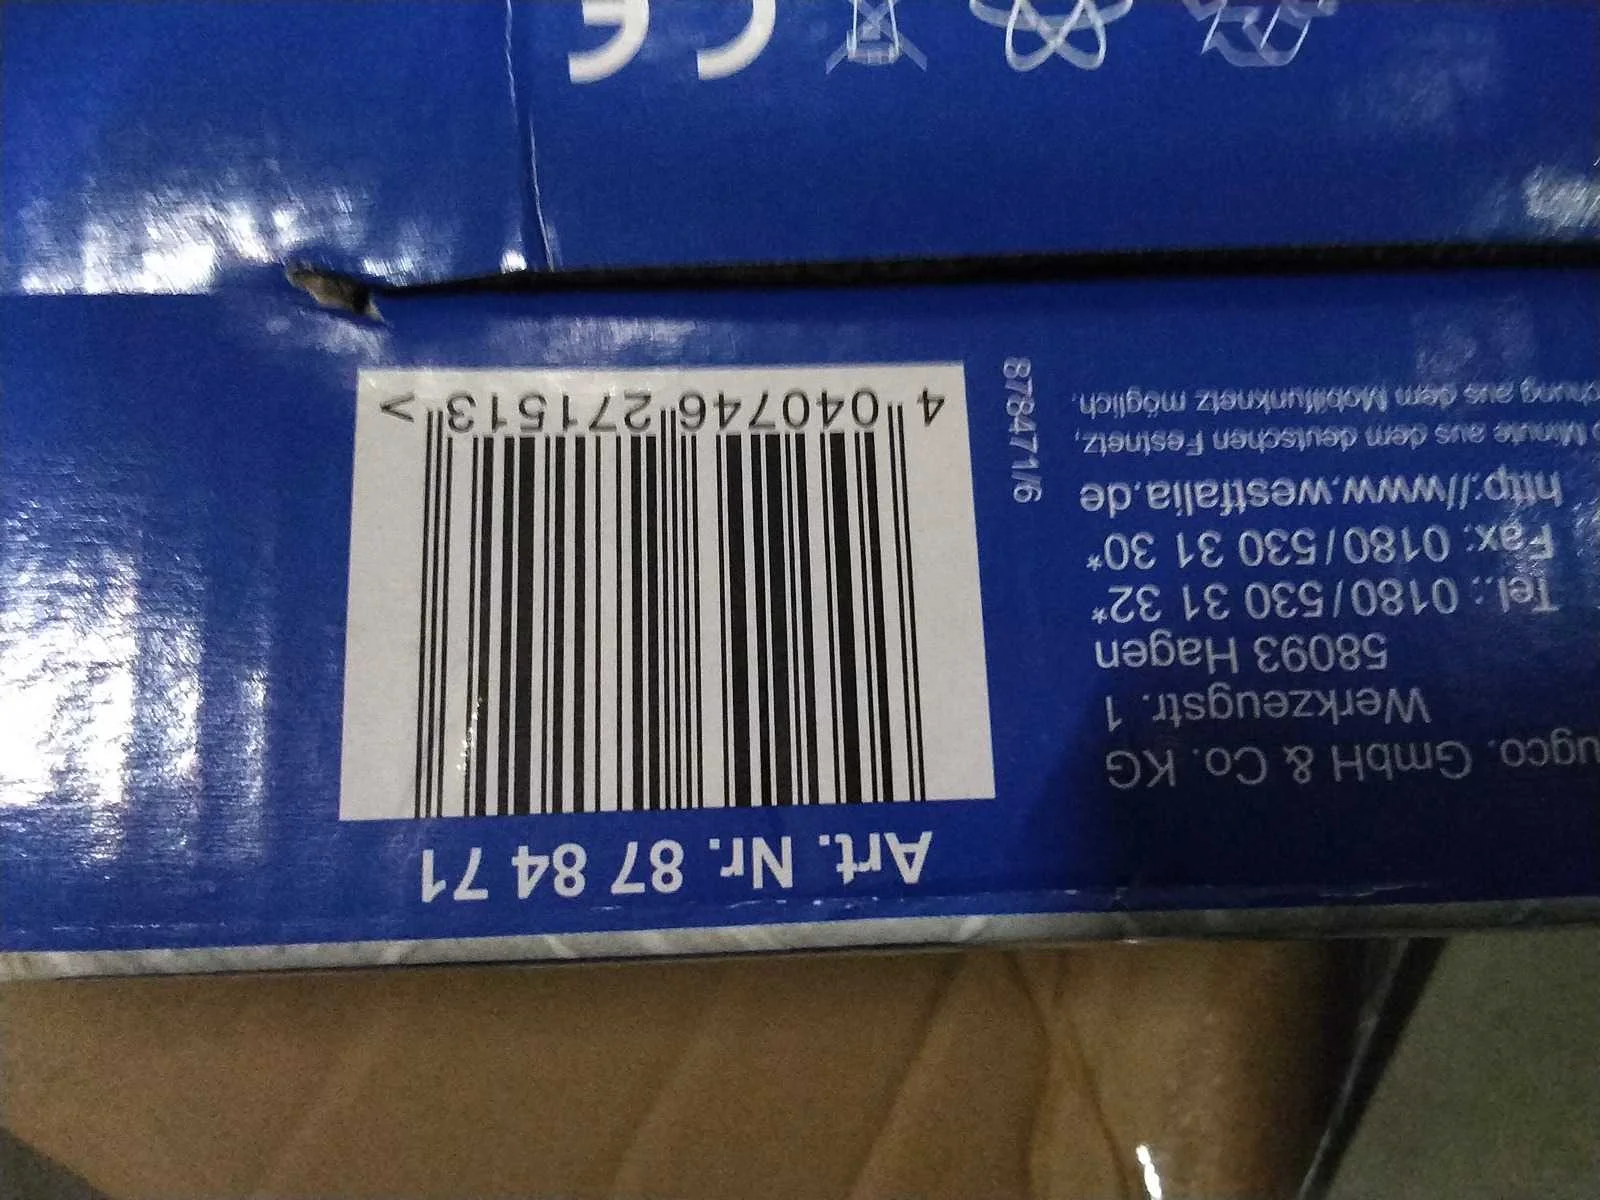 GmbH & Co. KG
Werkzeugstr. 1
58093 Hagen
Tel.: 0180/530 31 32*
Fax: 0180/530 31 30*
http://www.westfalia.de
Minute aus dem deutschen Festnetz,
aus dem Mobilfunknetz möglich.
878471/6
Art. Nr. 87 84 71
4 040746 271513 >
CE